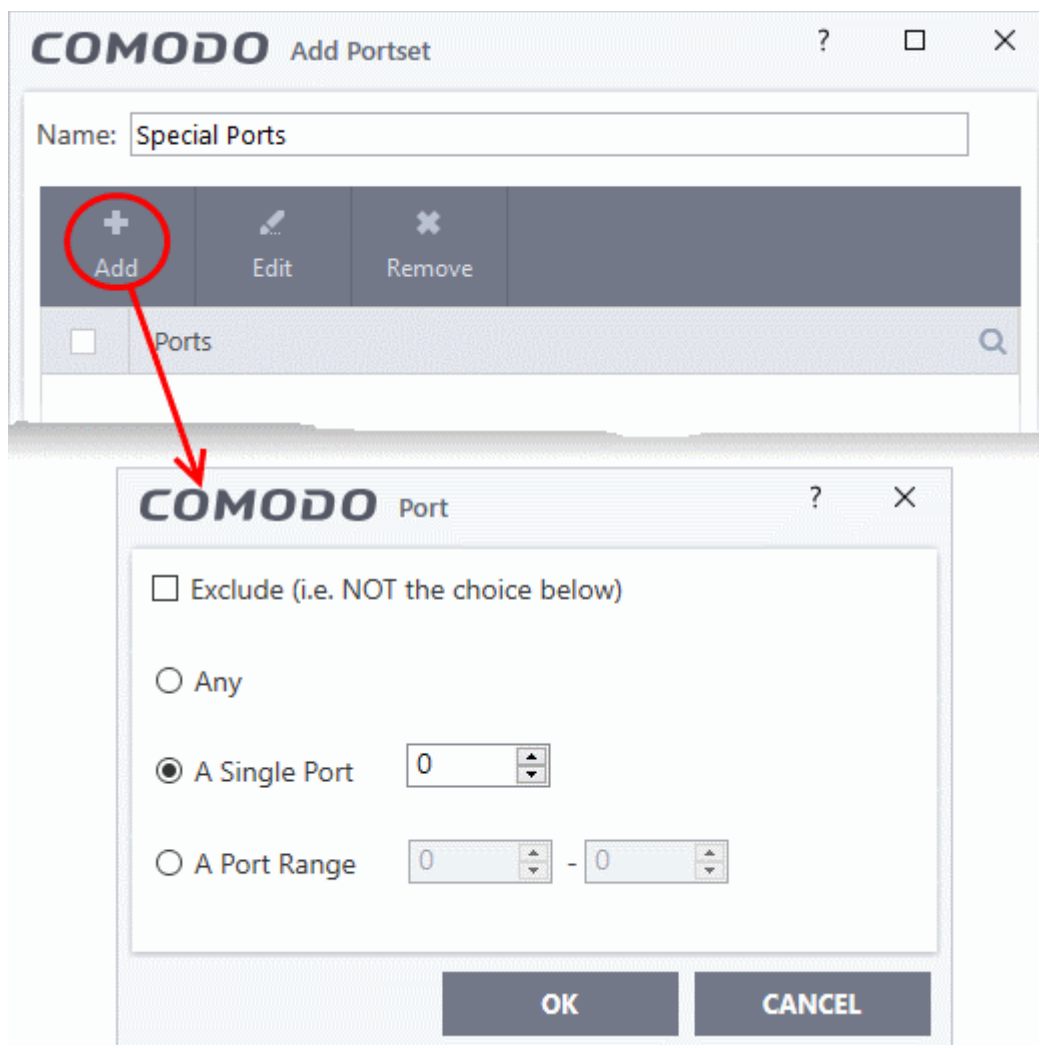 COMODO Add Portset ?
Name: Special Ports
Add Edit Remove
Ports
COMODO Port ?
Exclude (i.e. NOT the choice below)
Any
A Single Port 0
A Port Range 0 - 0
OK CANCEL